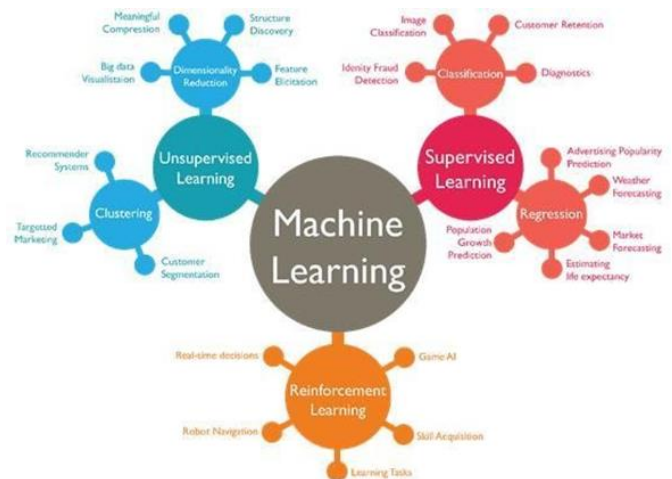 Meaningful
Compression
Structure
Discovery
Big data
Visualistaion
Dimensionality
Reduction
Feature
Elicitation
Image
Classification
Customer Retention
Idenity Fraud
Detection
Classification
Diagnostics
Recommender
Systems
Unsupervised
Learning
Clustering
Targetted
Marketing
Customer
Segmentation
Machine
Learning
Supervised
Learning
Advertising Popularity
Prediction
Weather
Forecasting
Regression
Population
Growth
Prediction
Market
Forecasting
Estimating
life expectancy
Real-time decisions
Game AI
Reinforcement
Learning
Robot Navigation
Skill Acquisition
Learning Tasks